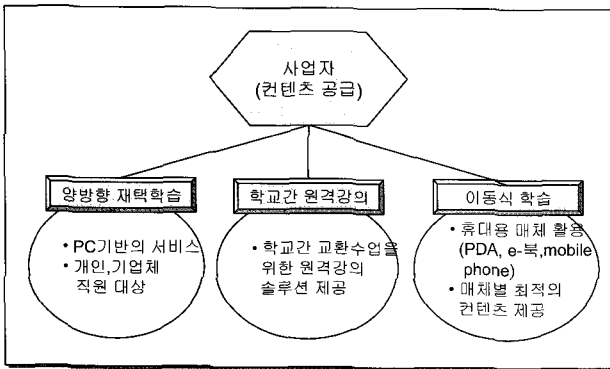 사업자
(컨텐츠 공급)
양방향 재택학습
• PC기반의 서비스
• 개인,기업체
직원 대상
학교간 원격강의
• 학교간 교환수업을
위한 원격강의
솔루션 제공
이동식 학습
• 휴대용 매체 활용
(PDA, e-북,mobile
phone)
• 매체별 최적의
컨텐츠 제공